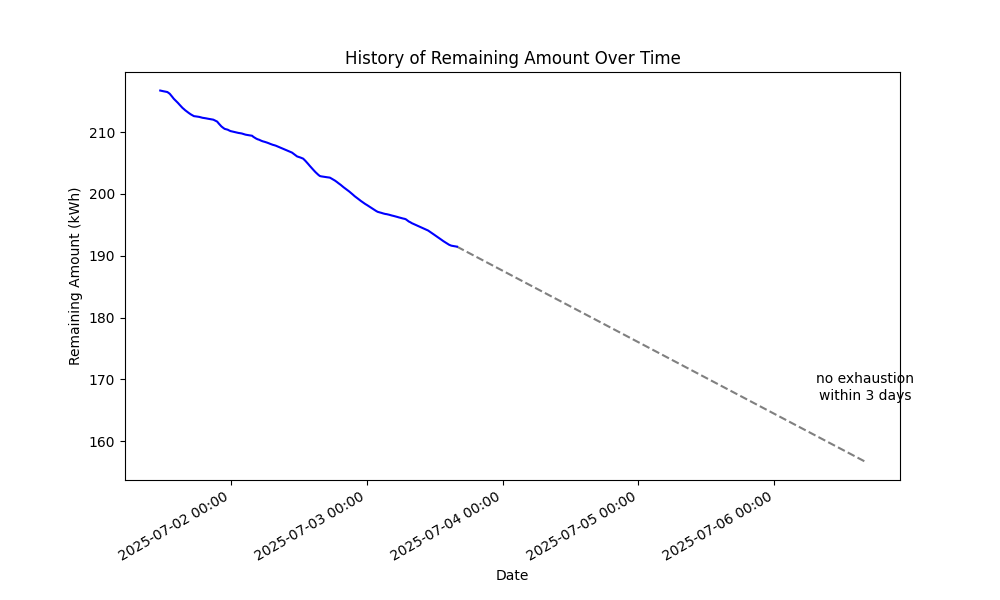 History of Remaining Amount Over Time
Remaining Amount (kWh)
210
200
190
180
170
160
no exhaustion
within 3 days
2025-07-02 00:00
2025-07-03 00:00
2025-07-04 00:00
2025-07-05 00:00
2025-07-06 00:00
Date